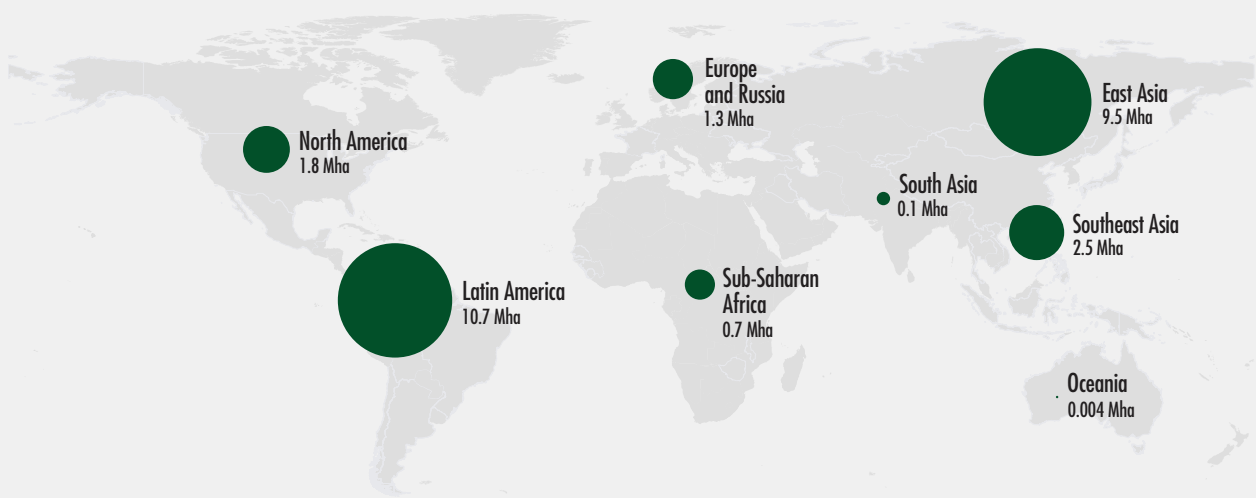 Europe
and Russia
1.3 Mha
East Asia
9.5 Mha
North America
1.8 Mha
South Asia
0.1 Mha
Southeast Asia
2.5 Mha
Latin America
10.7 Mha
Sub-Saharan
Africa
0.7 Mha
Oceania
0.004 Mha